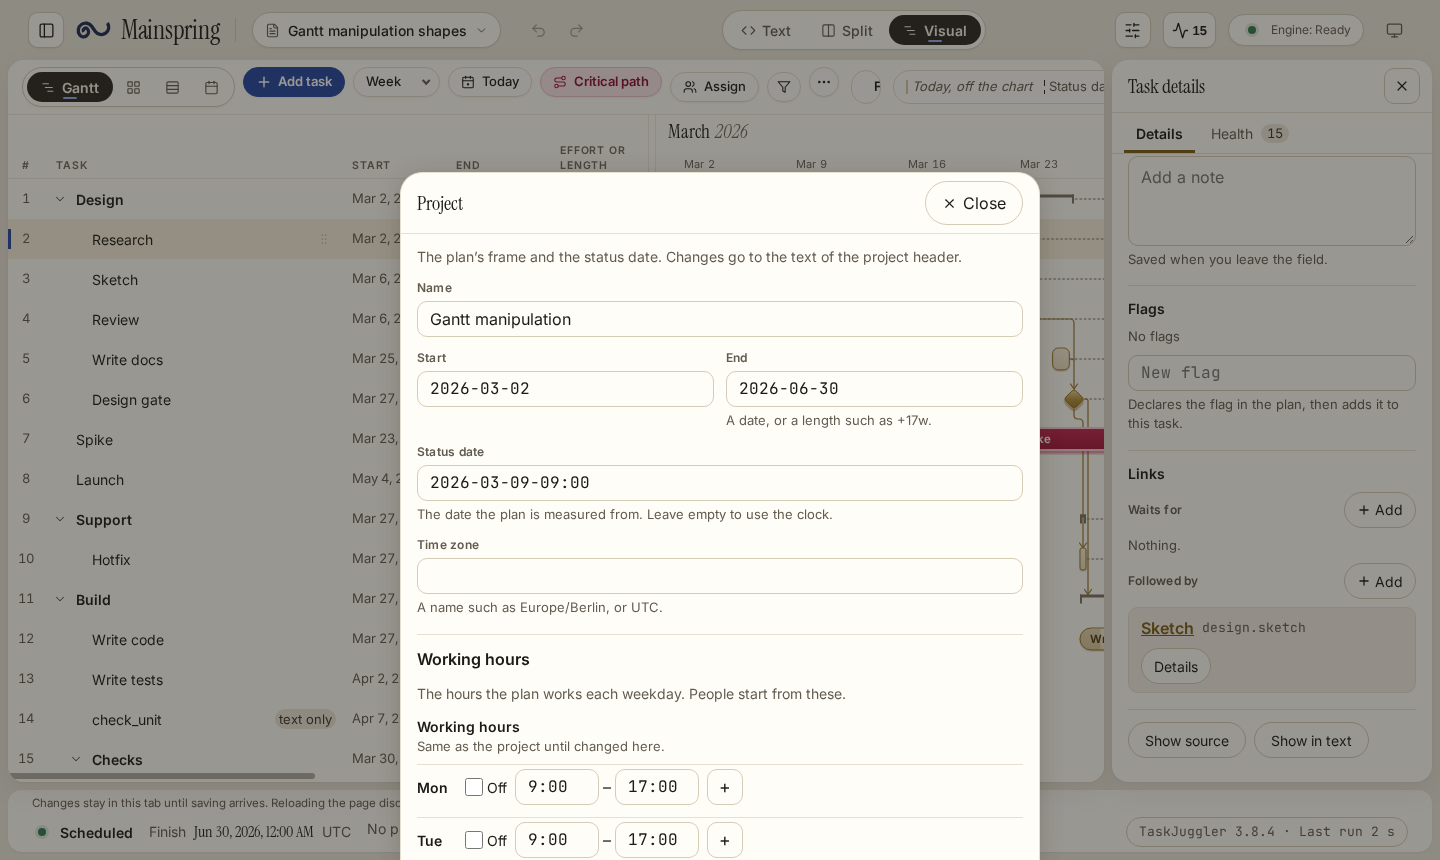 Mainspring
Gantt manipulation shapes
Text
Split
Visual
15
Engine: Ready
Gantt
Add task
Week
Today
Critical path
Assign
Today, off the chart
Status da
Task details
Details
Health 15
March 2026
# TASK START END EFFORT OR LENGTH
Mar 2 Mar 9 Mar 16 Mar 23
1 Design Mar 2, 2
2 Research Mar 2, 2
3 Sketch Mar 6, 2
4 Review Mar 6, 2
5 Write docs Mar 25,
6 Design gate Mar 27,
7 Spike Mar 23,
8 Launch May 4, 2
9 Support Mar 27,
10 Hotfix Mar 27,
11 Build Mar 27,
12 Write code Mar 27,
13 Write tests Apr 2, 2
14 check_unit text only Apr 7, 2
15 Checks Mar 30,
ke
Wr
Project
Close
The plan’s frame and the status date. Changes go to the text of the project header.
Name
Gantt manipulation
Start
2026-03-02
End
2026-06-30
A date, or a length such as +17w.
Status date
2026-03-09-09:00
The date the plan is measured from. Leave empty to use the clock.
Time zone
A name such as Europe/Berlin, or UTC.
Working hours
The hours the plan works each weekday. People start from these.
Working hours
Same as the project until changed here.
Mon Off 9:00 – 17:00 +
Tue Off 9:00 – 17:00 +
Add a note
Saved when you leave the field.
Flags
No flags
New flag
Declares the flag in the plan, then adds it to
this task.
Links
Waits for
Add
Nothing.
Followed by
Add
Sketch design.sketch
Details
Show source
Show in text
Changes stay in this tab until saving arrives. Reloading the page disc
Scheduled Finish Jun 30, 2026, 12:00 AM UTC No p
TaskJuggler 3.8.4 · Last run 2 s